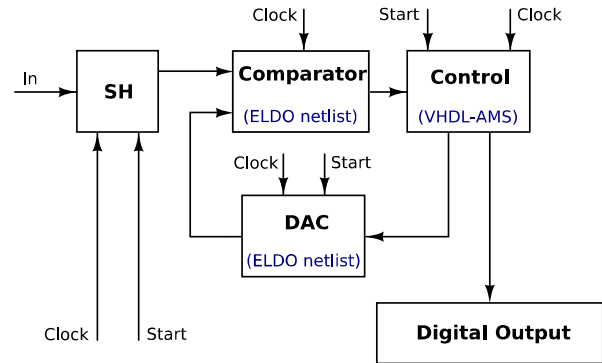 Clock
Start
Clock
In
SH
Comparator
(ELDO netlist)
Control
(VHDL-AMS)
Clock
Start
DAC
(ELDO netlist)
Clock
Start
Digital Output